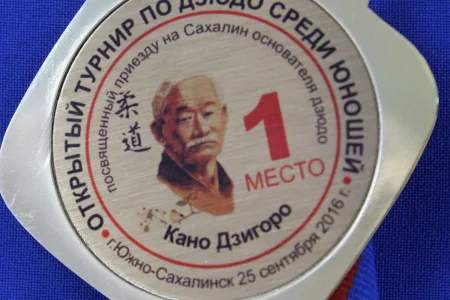 ОТКРЫТЫЙ ТУРНИР ПО ДЗЮДО СРЕДИ ЮНОШЕЙ
посвященный приезду на Сахалин основателя дзюдо
柔道
1
МЕСТО
Кано Дзигоро
г.Южно-Сахалинск 25 сентября 2016 г.